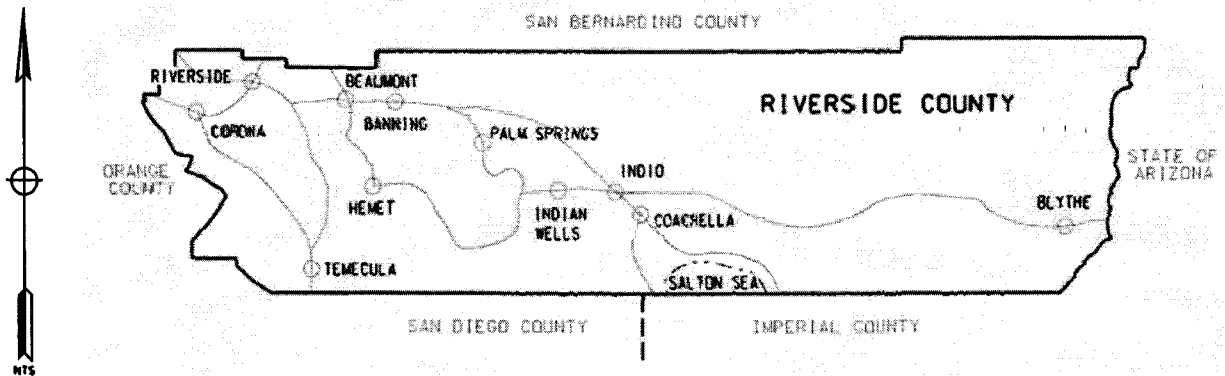 SAN BERNARDINO COUNTY
RIVERSIDE
BEAUMONT
RIVERSIDE COUNTY
CORONA
BANNING
PALM SPRINGS
ORANGE
COUNTY
STATE OF
ARIZONA
INDIO
HEMET
INDIAN
WELLS
COACHELLA
BLYTHE
TEMECULA
SALTON SEA
SAN DIEGO COUNTY
IMPERIAL COUNTY
NTS